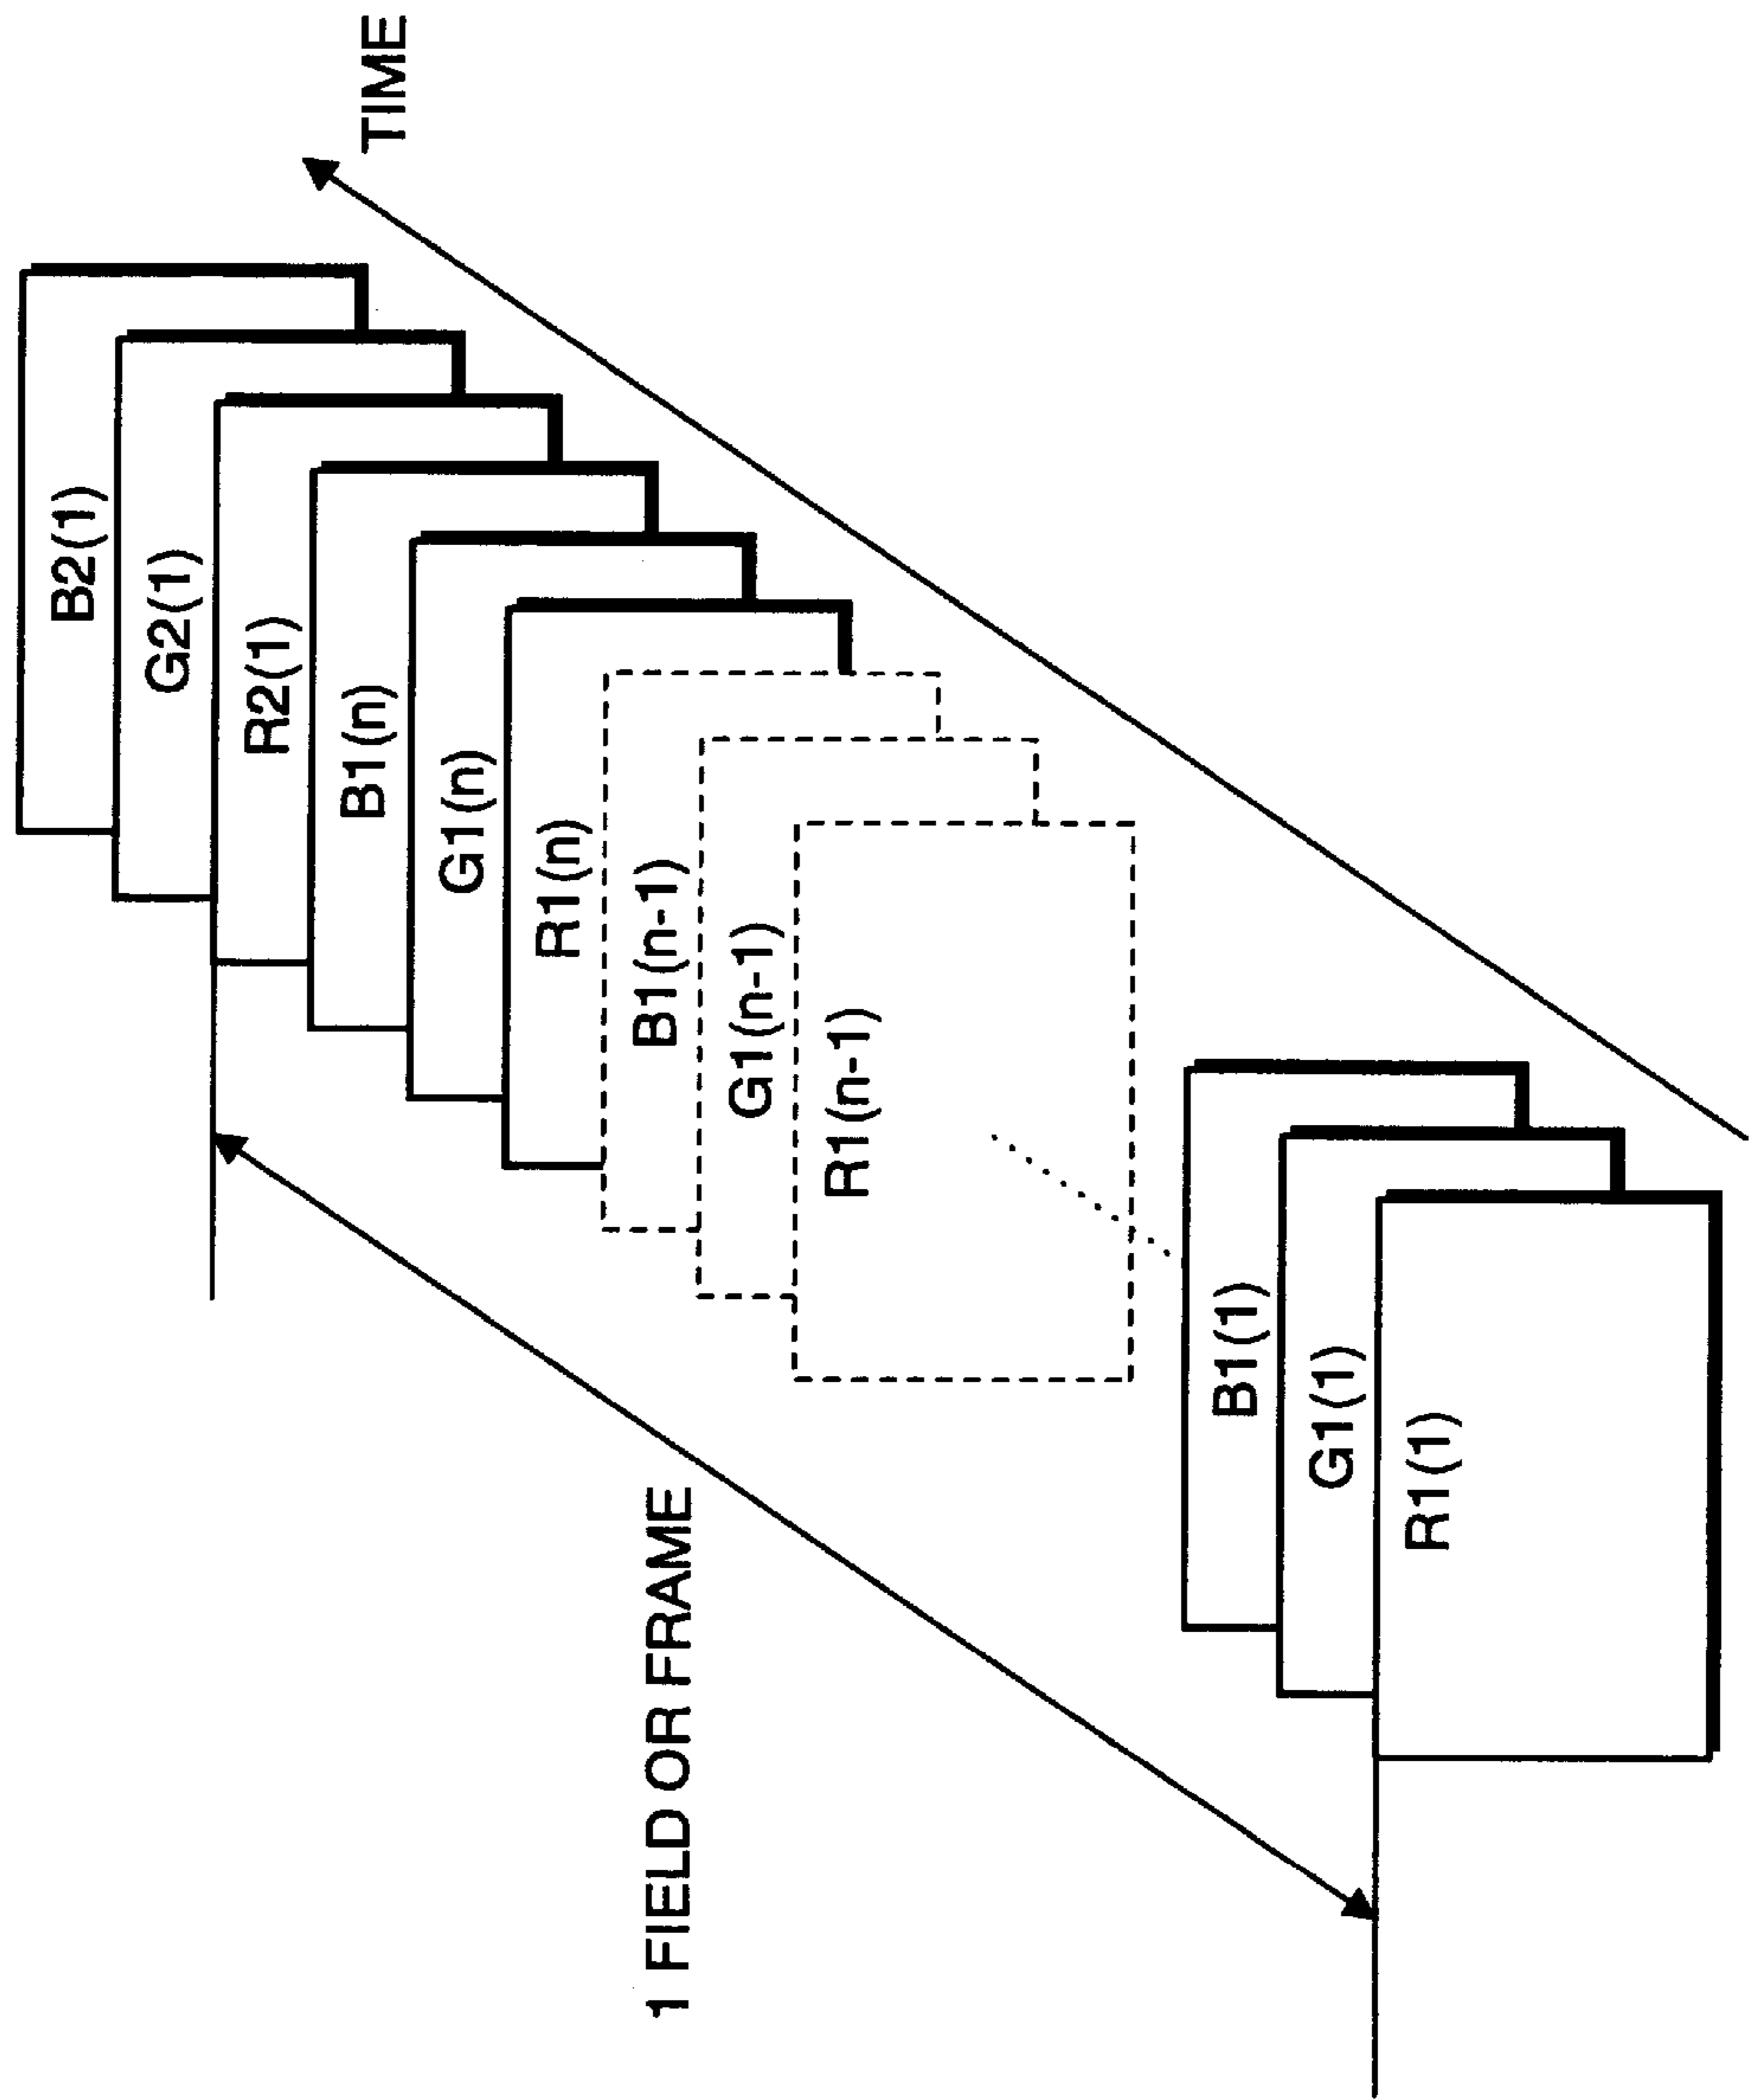 TIME
B2(1)
G2(1)
R2(1)
B1(n)
G1(n)
R1(n)
B1(n-1)
G1(n-1)
R1(n-1)
B1(1)
G1(1)
R1(1)
1 FIELD OR FRAME